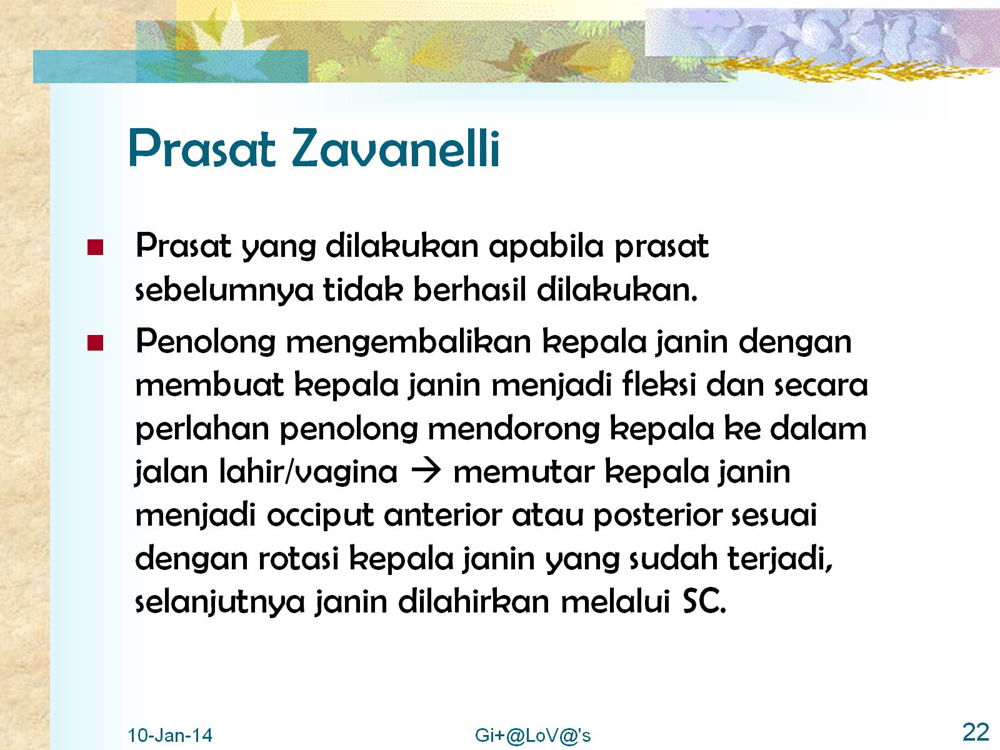 Prasat Zavanelli
■ Prasat yang dilakukan apabila prasat
sebelumnya tidak berhasil dilakukan.
■ Penolong mengembalikan kepala janin dengan
membuat kepala janin menjadi fleksi dan secara
perlahan penolong mendorong kepala ke dalam
jalan lahir/vagina → memutar kepala janin
menjadi occiput anterior atau posterior sesuai
dengan rotasi kepala janin yang sudah terjadi,
selanjutnya janin dilahirkan melalui SC.
10-Jan-14
Gi+@LoV@'s
22